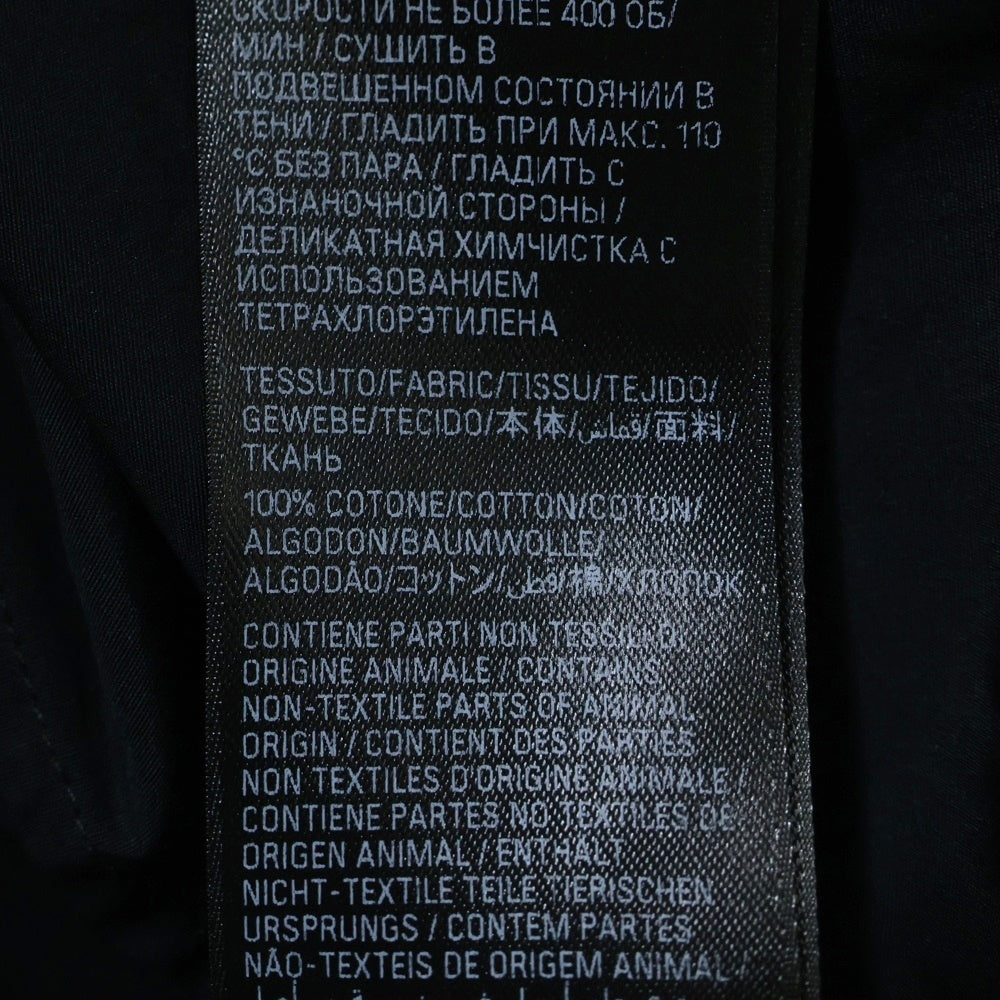 СКОРОСТИ НЕ БОЛЕЕ 400 ОБ/
МИН / СУШИТЬ В
ПОДВЕШЕННОМ СОСТОЯНИИ В
ТЕНИ / ГЛАДИТЬ ПРИ МАКС. 110
°С БЕЗ ПАРА / ГЛАДИТЬ С
ИЗНАНОЧНОЙ СТОРОНЫ /
ДЕЛИКАТНАЯ ХИМЧИСТКА С
ИСПОЛЬЗОВАНИЕМ
ТЕТРАХЛОРЭТИЛЕНА
TESSUTO/FABRIC/TISSU/TEJIDO/
GEWEBE/TECIDO/本体/قماش/面料/
ТКАНЬ
100% COTONE/COTTON/COTON/
ALGODON/BAUMWOLLE/
ALGODÃO/コットン/قطن/棉/ХЛОПОК
CONTIENE PARTI NON TESSILI DI
ORIGINE ANIMALE / CONTAINS
NON-TEXTILE PARTS OF ANIMAL
ORIGIN / CONTIENT DES PARTIES
NON TEXTILES D'ORIGINE ANIMALE /
CONTIENE PARTES NO TEXTILES DE
ORIGEN ANIMAL / ENTHÄLT
NICHT-TEXTILE TEILE TIERISCHEN
URSPRUNGS / CONTÉM PARTES
NÃO-TEXTEIS DE ORIGEM ANIMAL /